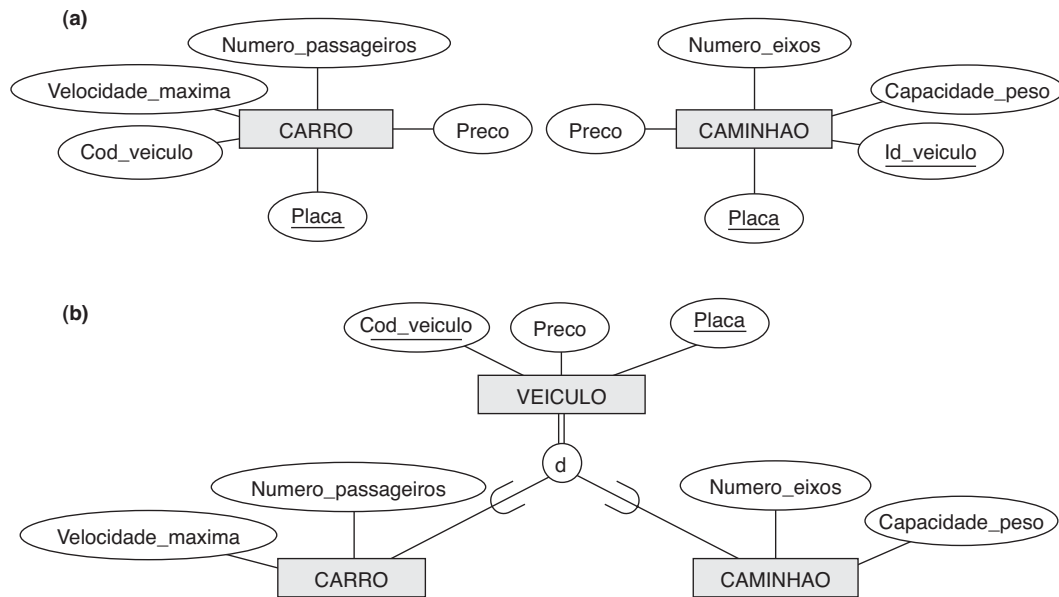 (a)
Numero_passageiros
Numero_eixos
Velocidade_maxima
Capacidade_peso
CARRO
Preco
Preco
CAMINHAO
Cod_veiculo
Id_veiculo
Placa
Placa
(b)
Cod_veiculo
Preco
Placa
VEICULO
d
Numero_passageiros
Numero_eixos
Velocidade_maxima
Capacidade_peso
CARRO
CAMINHAO